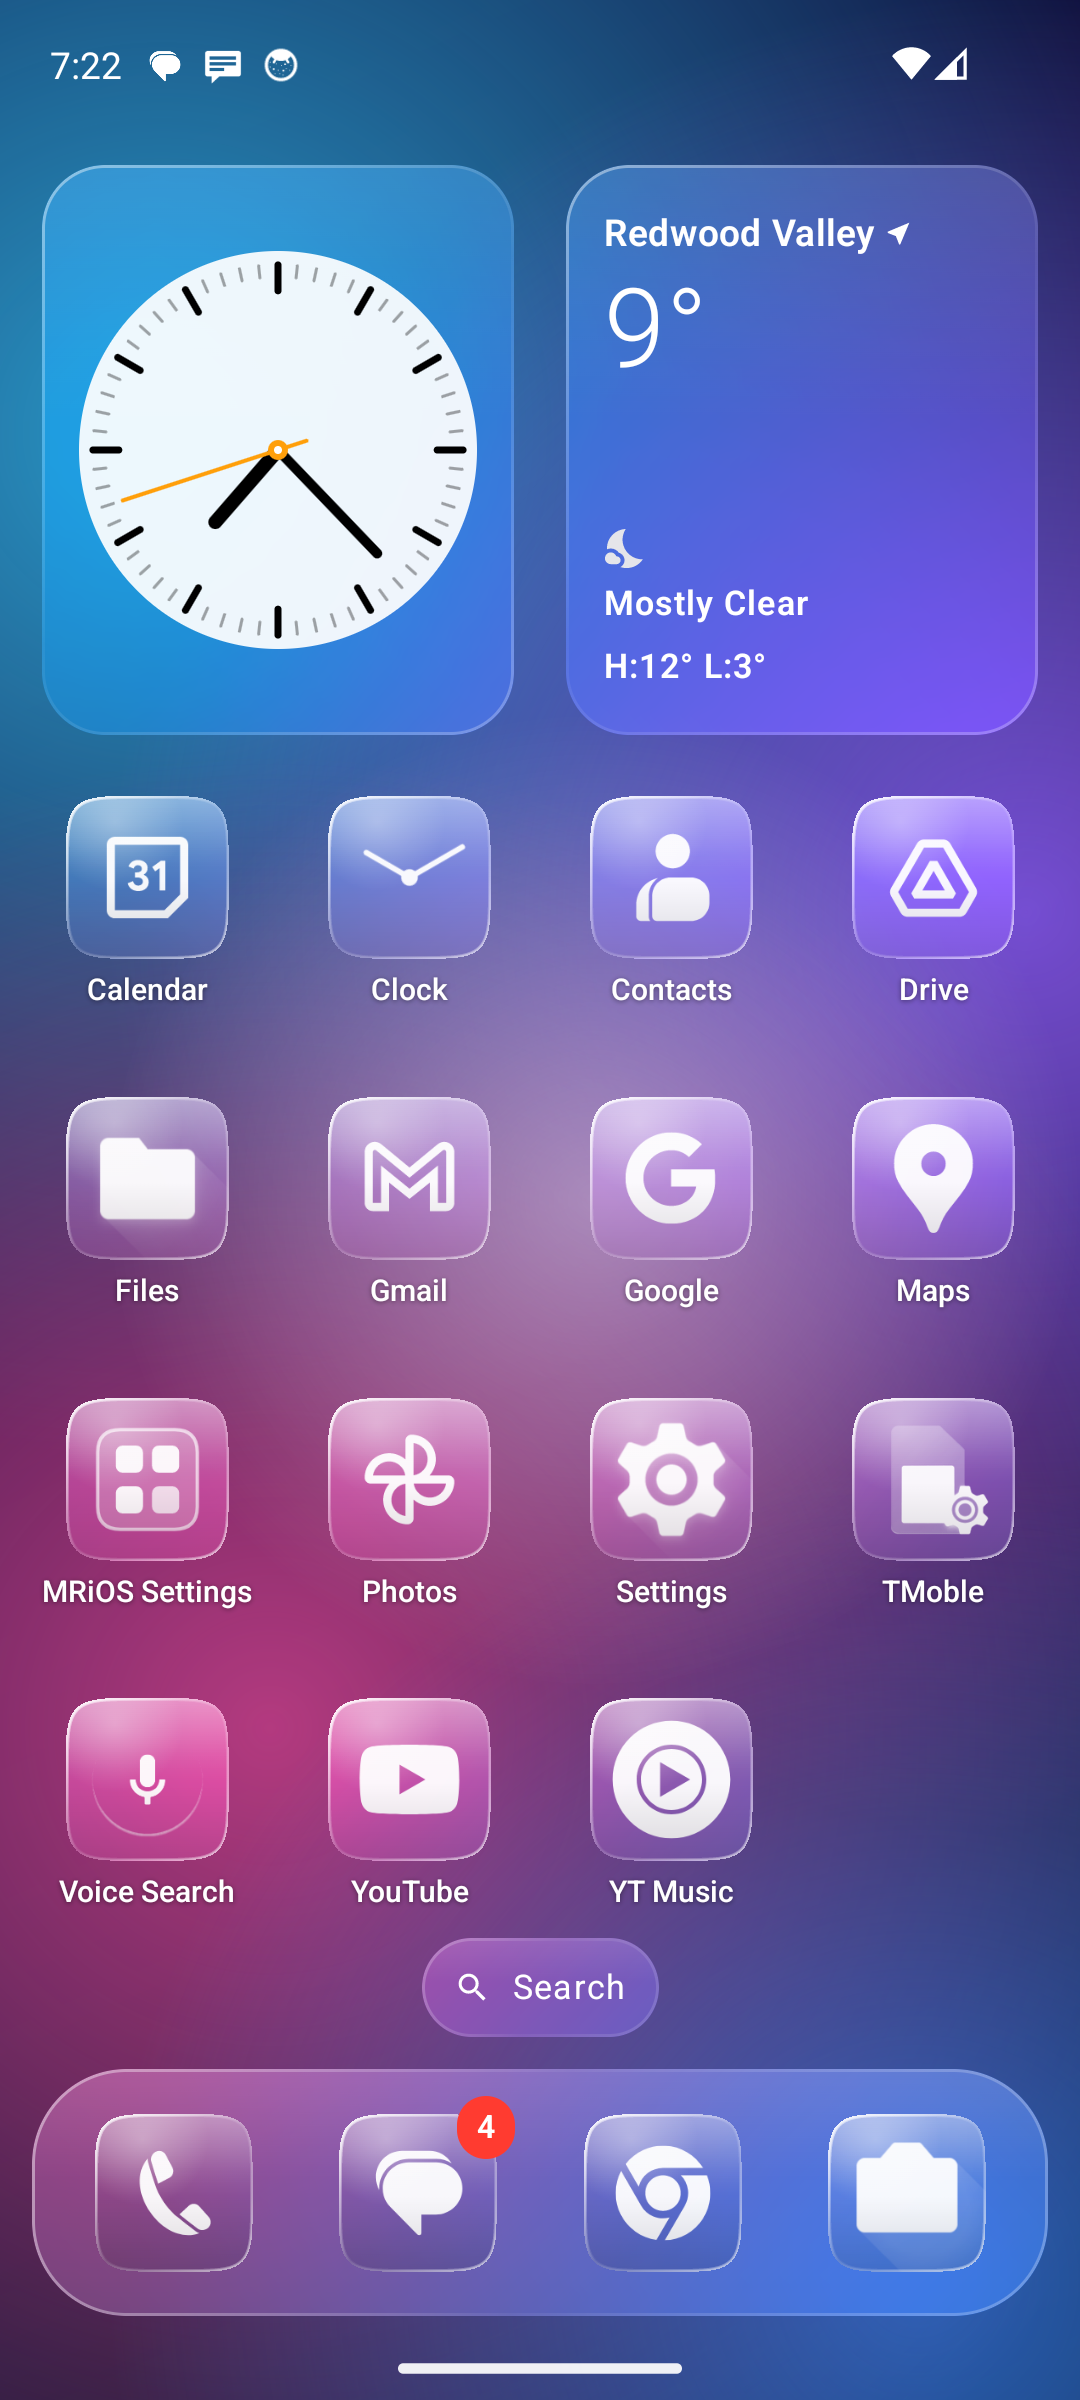 7:22
Redwood Valley
9°
Mostly Clear
H:12° L:3°
31
Calendar
Clock
Contacts
Drive
Files
Gmail
Google
Maps
MRiOS Settings
Photos
Settings
TMoble
Voice Search
YouTube
YT Music
Search
4